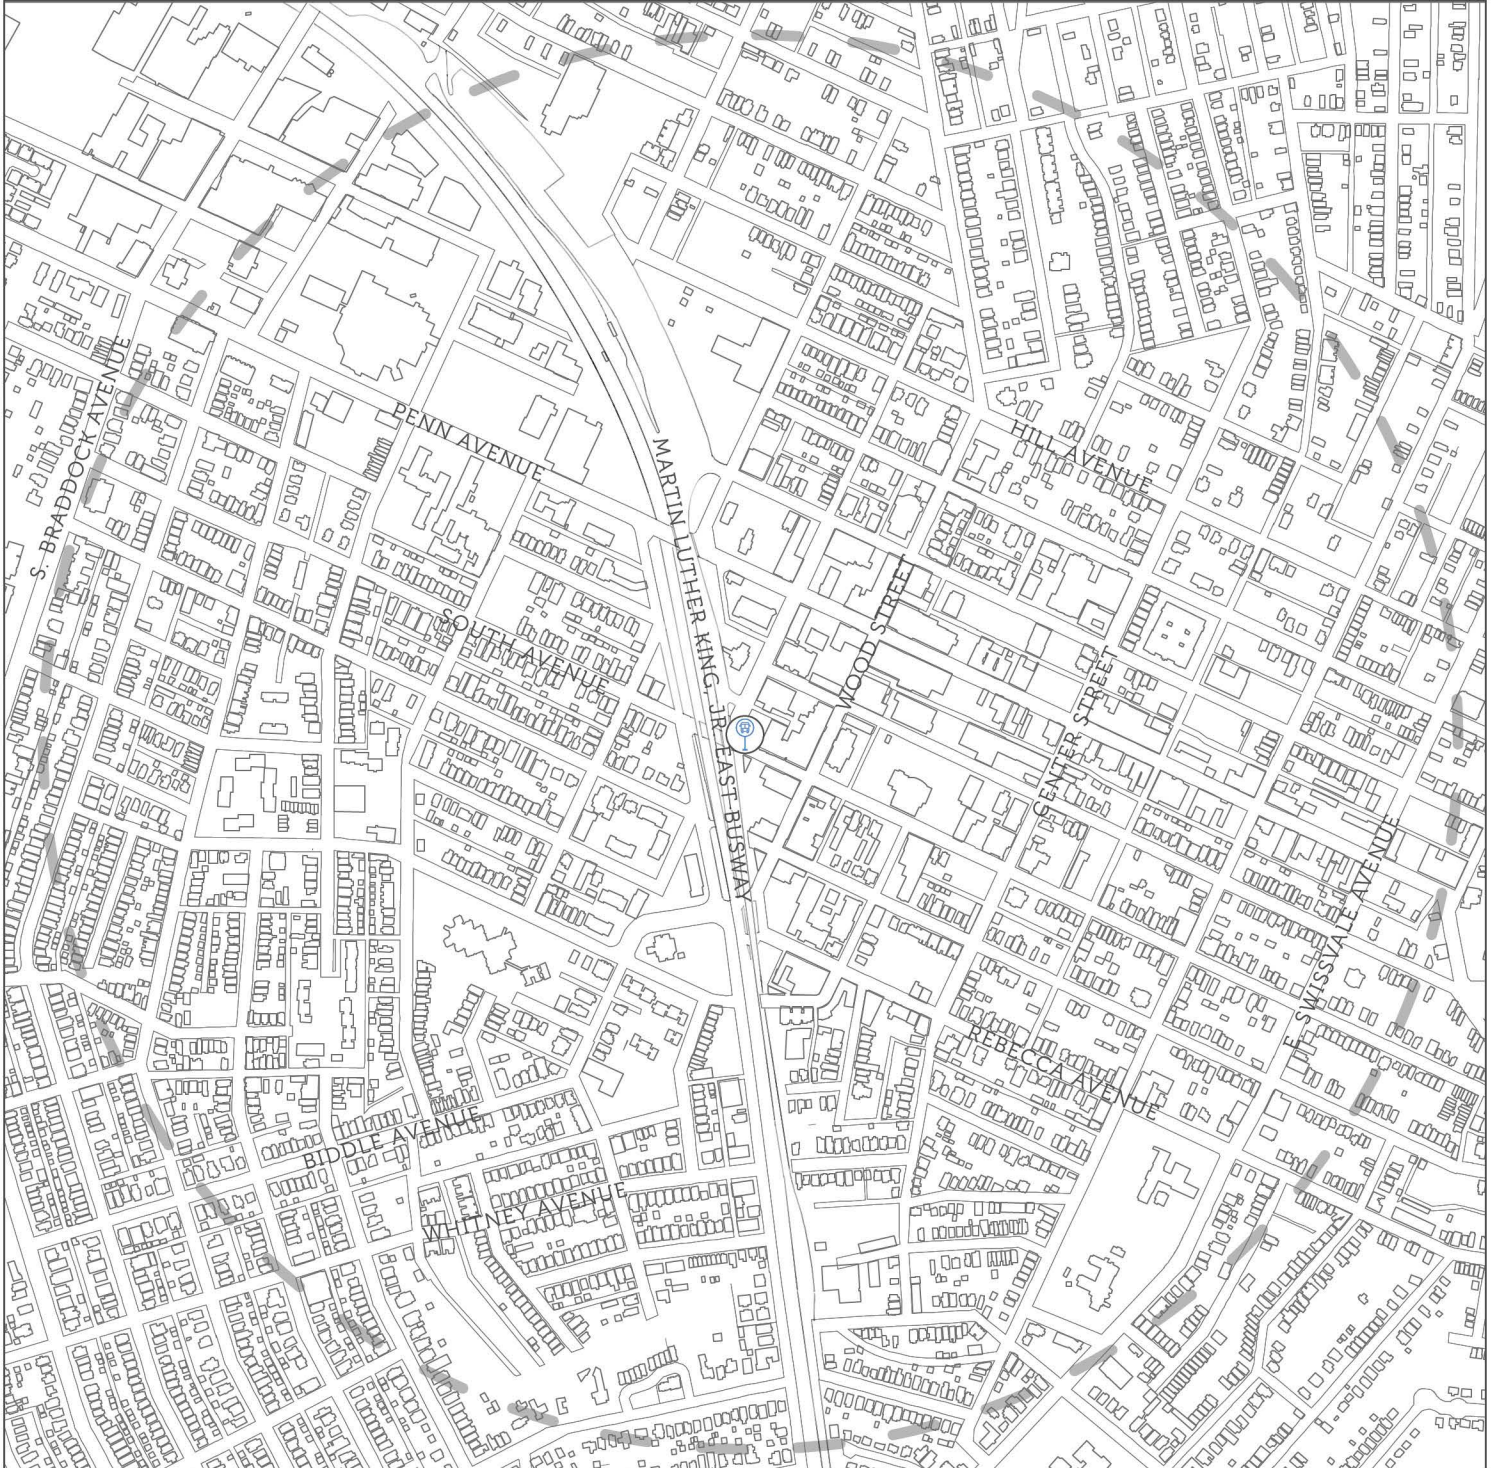 S. BRADDOCK AVENUE
PENN AVENUE
MARTIN LUTHER KING, JR. EAST BUSWAY
HILL AVENUE
WOOD STREET
SOUTH AVENUE
CENTER STREET
E. SWISSVALE AVENUE
REBECCA AVENUE
BIDDLE AVENUE
WHITNEY AVENUE